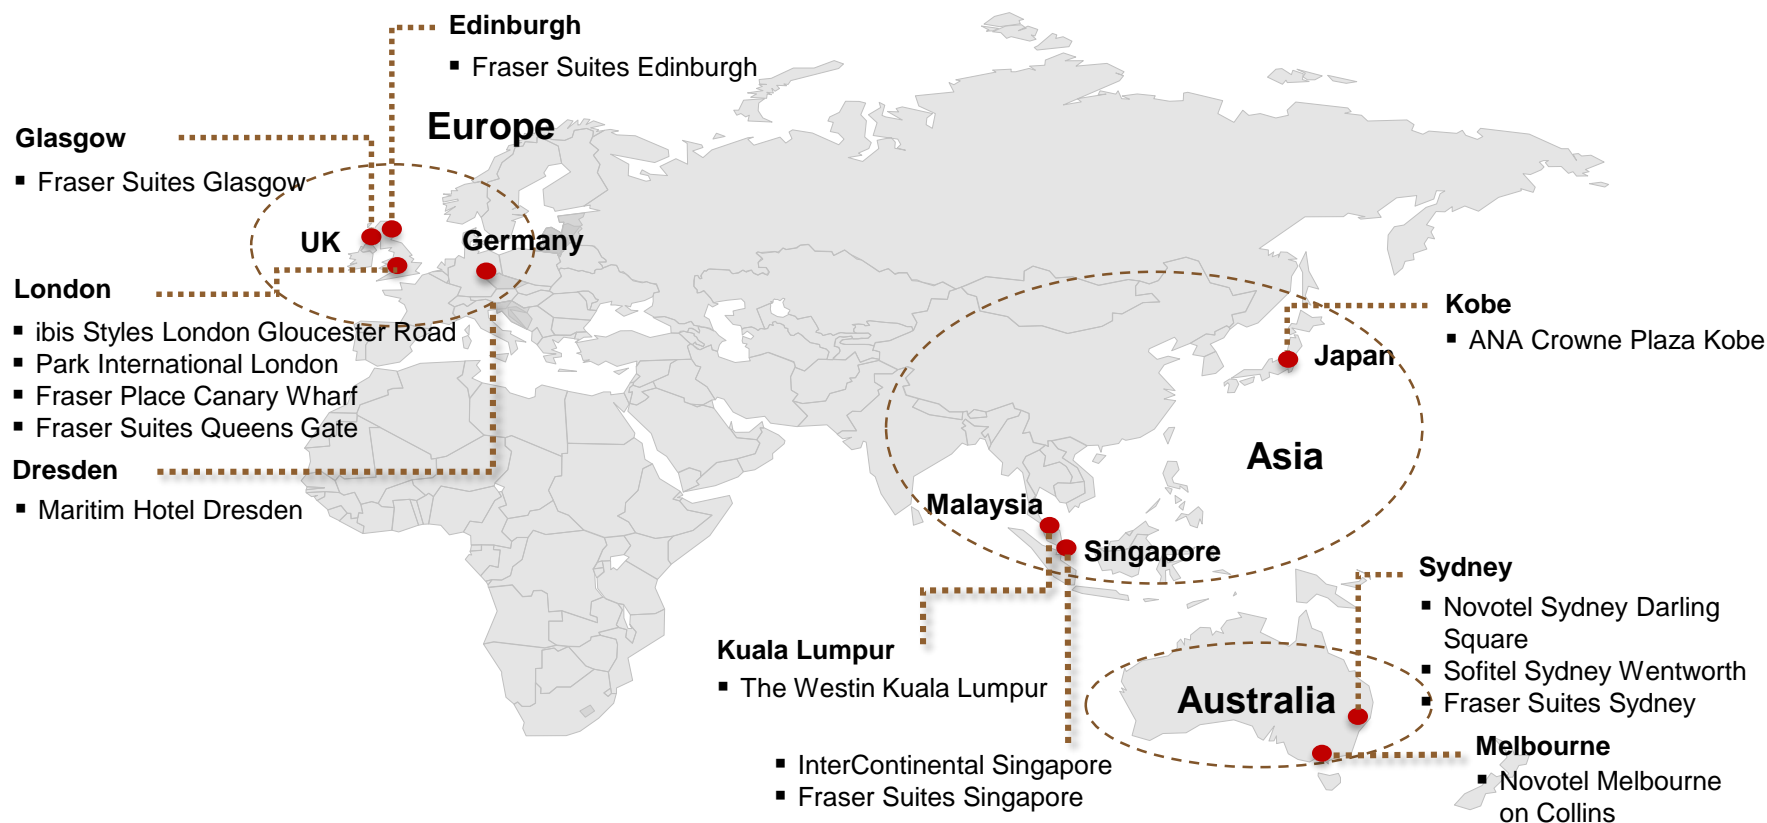 Edinburgh
▪ Fraser Suites Edinburgh
Europe
Glasgow
▪ Fraser Suites Glasgow
UK
Germany
London
▪ ibis Styles London Gloucester Road
▪ Park International London
▪ Fraser Place Canary Wharf
▪ Fraser Suites Queens Gate
Dresden
▪ Maritim Hotel Dresden
Kobe
▪ ANA Crowne Plaza Kobe
Japan
Asia
Malaysia
Singapore
Kuala Lumpur
▪ The Westin Kuala Lumpur
▪ InterContinental Singapore
▪ Fraser Suites Singapore
Sydney
▪ Novotel Sydney Darling
Square
▪ Sofitel Sydney Wentworth
▪ Fraser Suites Sydney
Australia
Melbourne
▪ Novotel Melbourne
on Collins